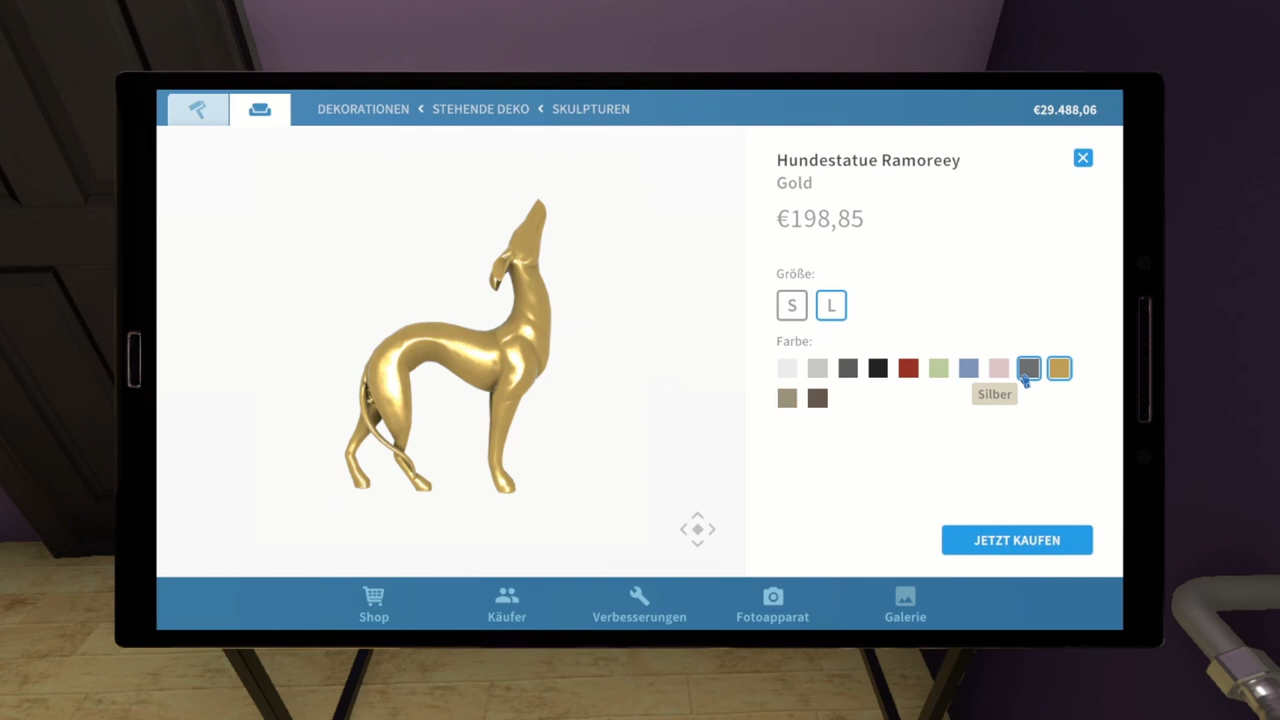 DEKORATIONEN < STEHENDE DEKO < SKULPTUREN
€29.488,06
Hundestatue Ramoreey
Gold
€198,85
Größe:
S L
Farbe:
Silber
JETZT KAUFEN
Shop Käufer Verbesserungen Fotoapparat Galerie